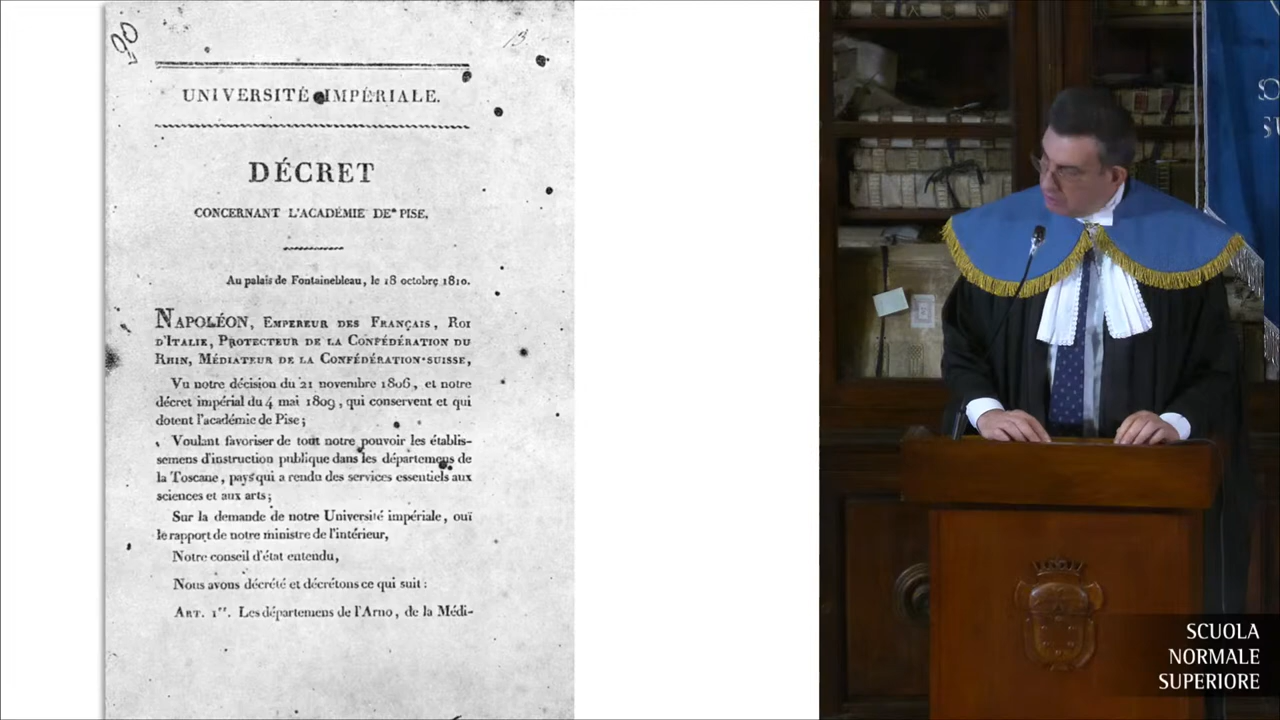 UNIVERSITÉ IMPÉRIALE.
DÉCRET
CONCERNANT L'ACADÉMIE DE PISE.
Au palais de Fontainebleau, le 18 octobre 1810.
NAPOLÉON, EMPEREUR DES FRANÇAIS, ROI
D'ITALIE, PROTECTEUR DE LA CONFÉDÉRATION DU
RHIN, MÉDIATEUR DE LA CONFÉDÉRATION SUISSE,
Vu notre décision du 21 novembre 1806, et notre
décret impérial du 4 mai 1809, qui conservent et qui
dotent l'académie de Pise;
Voulant favoriser de tout notre pouvoir les établis-
semens d'instruction publique dans les départemens de
la Toscane, pays qui a rendu des services essentiels aux
sciences et aux arts;
Sur la demande de notre Université impériale, ouï
le rapport de notre ministre de l'intérieur,
Notre conseil d'état entendu,
Nous avons décrété et décrétons ce qui suit:
ART. 1er. Les départemens de l'Arno, de la Médi-
SCUOLA
NORMALE
SUPERIORE